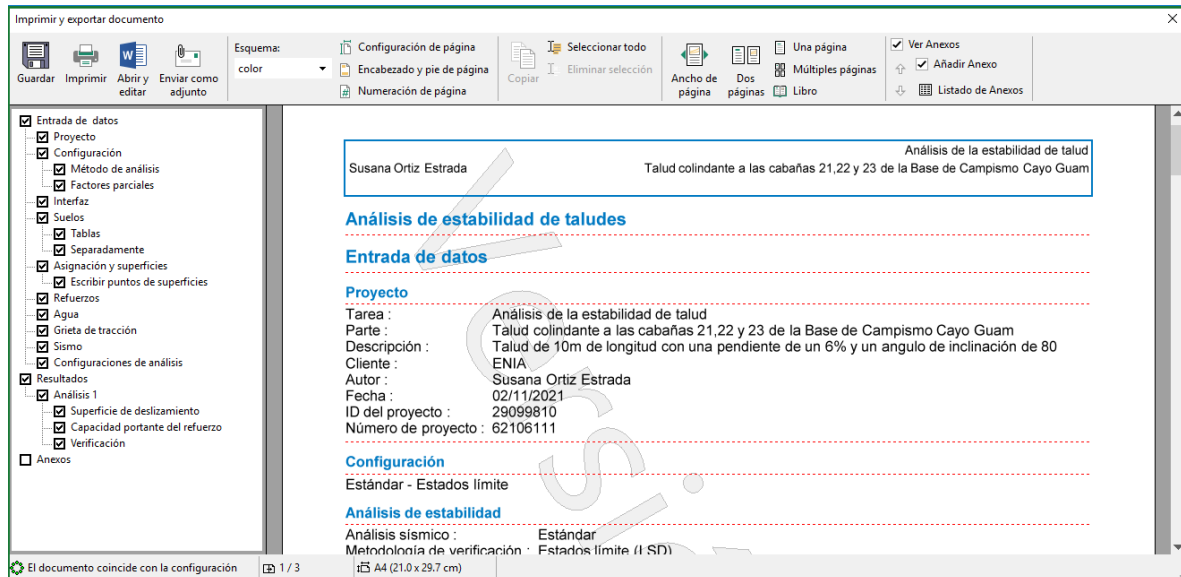 Imprimir y exportar documento
Guardar
Imprimir
Abrir y editar
Enviar como adjunto
Esquema:
color
Configuración de página
Encabezado y pie de página
Numeración de página
Copiar
Seleccionar todo
Eliminar selección
Ancho de página
Dos páginas
Una página
Múltiples páginas
Libro
Ver Anexos
Añadir Anexo
Listado de Anexos
Entrada de datos
Proyecto
Configuración
Método de análisis
Factores parciales
Interfaz
Suelos
Tablas
Separadamente
Asignación y superficies
Escribir puntos de superficies
Refuerzos
Agua
Grieta de tracción
Sismo
Configuraciones de análisis
Resultados
Análisis 1
Superficie de deslizamiento
Capacidad portante del refuerzo
Verificación
Anexos
Análisis de la estabilidad de talud
Susana Ortiz Estrada Talud colindante a las cabañas 21,22 y 23 de la Base de Campismo Cayo Guam
Análisis de estabilidad de taludes
Entrada de datos
Proyecto
Tarea : Análisis de la estabilidad de talud
Parte : Talud colindante a las cabañas 21,22 y 23 de la Base de Campismo Cayo Guam
Descripción : Talud de 10m de longitud con una pendiente de un 6% y un angulo de inclinación de 80
Cliente : ENIA
Autor : Susana Ortiz Estrada
Fecha : 02/11/2021
ID del proyecto : 29099810
Número de proyecto : 62106111
Configuración
Estándar - Estados límite
Análisis de estabilidad
Análisis sísmico : Estándar
Metodología de verificación : Estados límite (LSD)
El documento coincide con la configuración 1 / 3 A4 (21.0 x 29.7 cm)